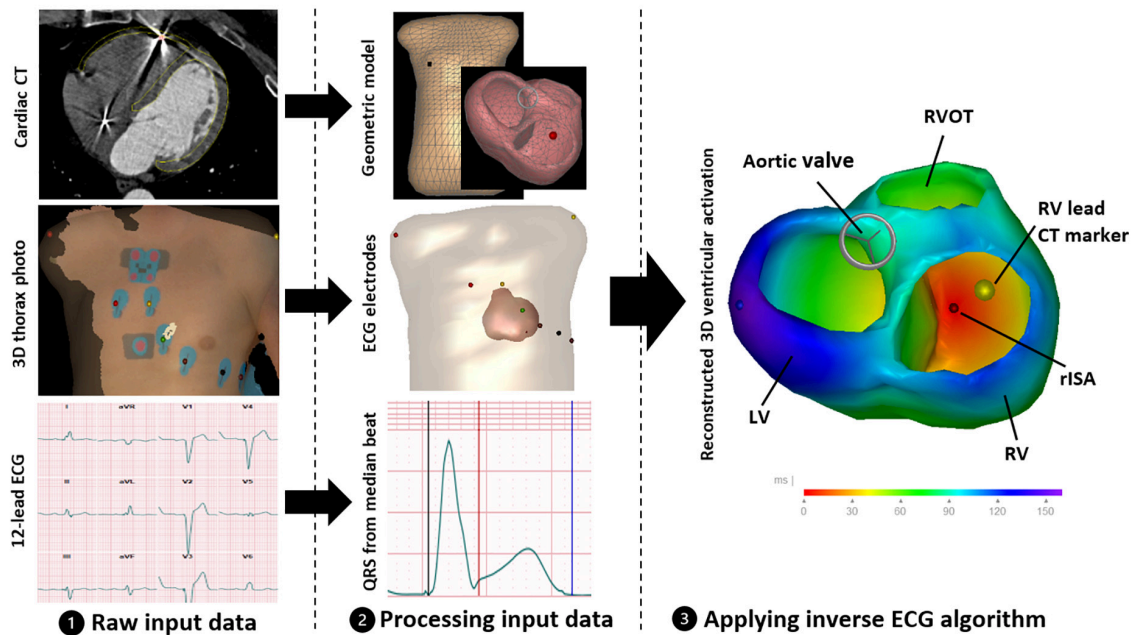 Cardiac CT
3D thorax photo
12-lead ECG
I aVR V1 V4
II aVL V2 V5
III aVF V3 V6
1 Raw input data
Geometric model
ECG electrodes
QRS from median beat
2 Processing input data
Reconstructed 3D ventricular activation
RVOT
Aortic valve
RV lead
CT marker
rISA
LV
RV
ms |
0 30 60 90 120 150
3 Applying inverse ECG algorithm